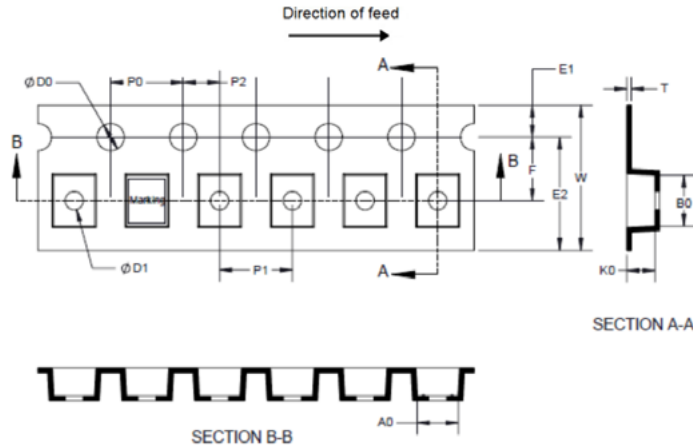 Direction of feed
ØD0
P0
P2
A
E1
T
B
B
F
E2
W
Marking
B0
K0
ØD1
P1
A
SECTION A-A
A0
SECTION B-B